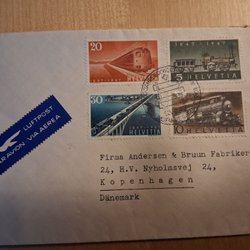 20
1847-1947
5
HELVETIA
30
HELVETIA
10
HELVETIA
LUFTPOST
PAR AVION VIA AEREA
Firma Andersen & Bruun Fabriker
24, H.V. Nyholmsvej 24,
Kopenhagen
Dänemark